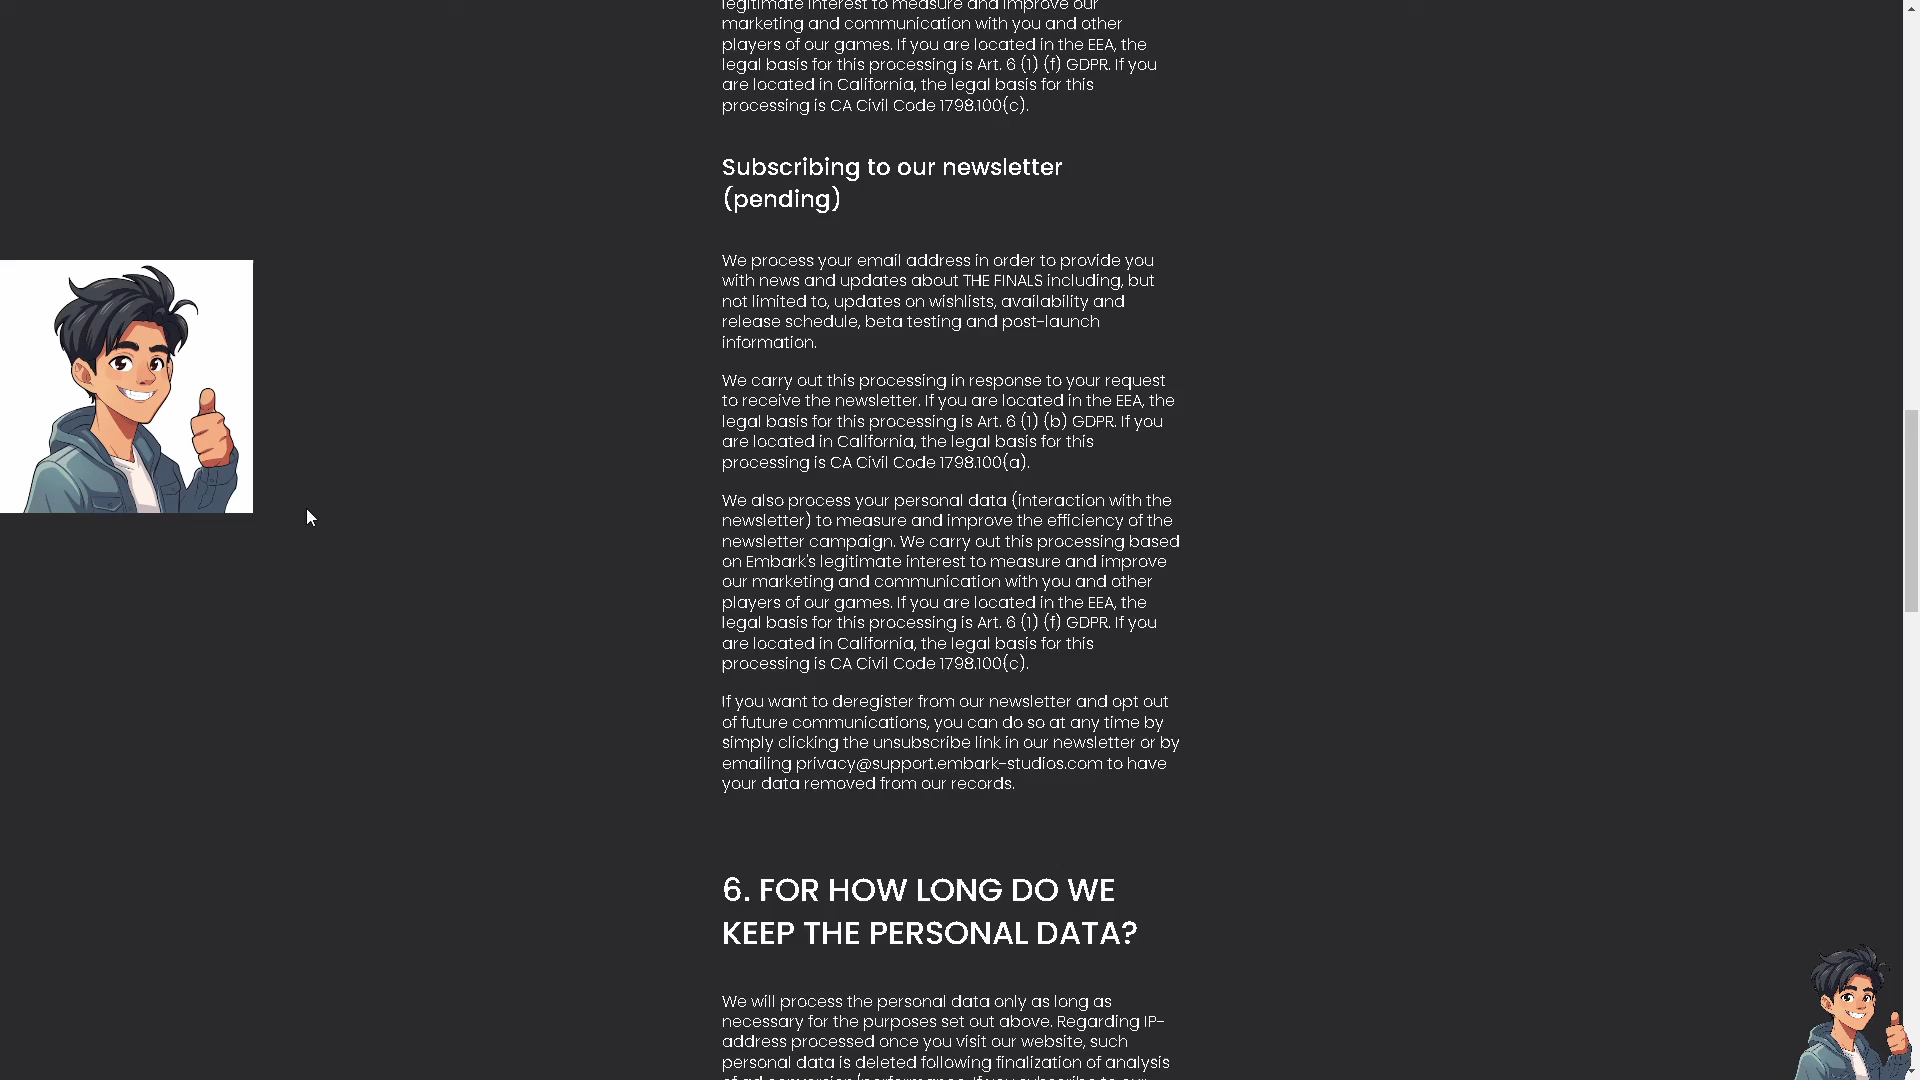 legitimate interest to measure and improve our
marketing and communication with you and other
players of our games. If you are located in the EEA, the
legal basis for this processing is Art. 6 (1) (f) GDPR. If you
are located in California, the legal basis for this
processing is CA Civil Code 1798.100(c).
Subscribing to our newsletter
(pending)
We process your email address in order to provide you
with news and updates about THE FINALS including, but
not limited to, updates on wishlists, availability and
release schedule, beta testing and post-launch
information.
We carry out this processing in response to your request
to receive the newsletter. If you are located in the EEA, the
legal basis for this processing is Art. 6 (1) (b) GDPR. If you
are located in California, the legal basis for this
processing is CA Civil Code 1798.100(a).
We also process your personal data (interaction with the
newsletter) to measure and improve the efficiency of the
newsletter campaign. We carry out this processing based
on Embark's legitimate interest to measure and improve
our marketing and communication with you and other
players of our games. If you are located in the EEA, the
legal basis for this processing is Art. 6 (1) (f) GDPR. If you
are located in California, the legal basis for this
processing is CA Civil Code 1798.100(c).
If you want to deregister from our newsletter and opt out
of future communications, you can do so at any time by
simply clicking the unsubscribe link in our newsletter or by
emailing privacy@support.embark-studios.com to have
your data removed from our records.
6. FOR HOW LONG DO WE
KEEP THE PERSONAL DATA?
We will process the personal data only as long as
necessary for the purposes set out above. Regarding IP-
address processed once you visit our website, such
personal data is deleted following finalization of analysis